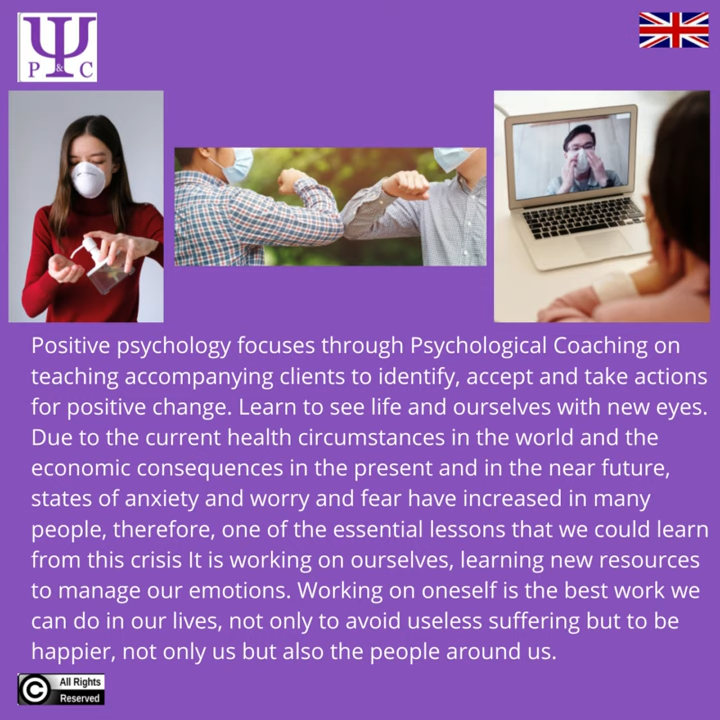 Ψ
P & C
Positive psychology focuses through Psychological Coaching on
teaching accompanying clients to identify, accept and take actions
for positive change. Learn to see life and ourselves with new eyes.
Due to the current health circumstances in the world and the
economic consequences in the present and in the near future,
states of anxiety and worry and fear have increased in many
people, therefore, one of the essential lessons that we could learn
from this crisis It is working on ourselves, learning new resources
to manage our emotions. Working on oneself is the best work we
can do in our lives, not only to avoid useless suffering but to be
happier, not only us but also the people around us.
C All Rights
Reserved